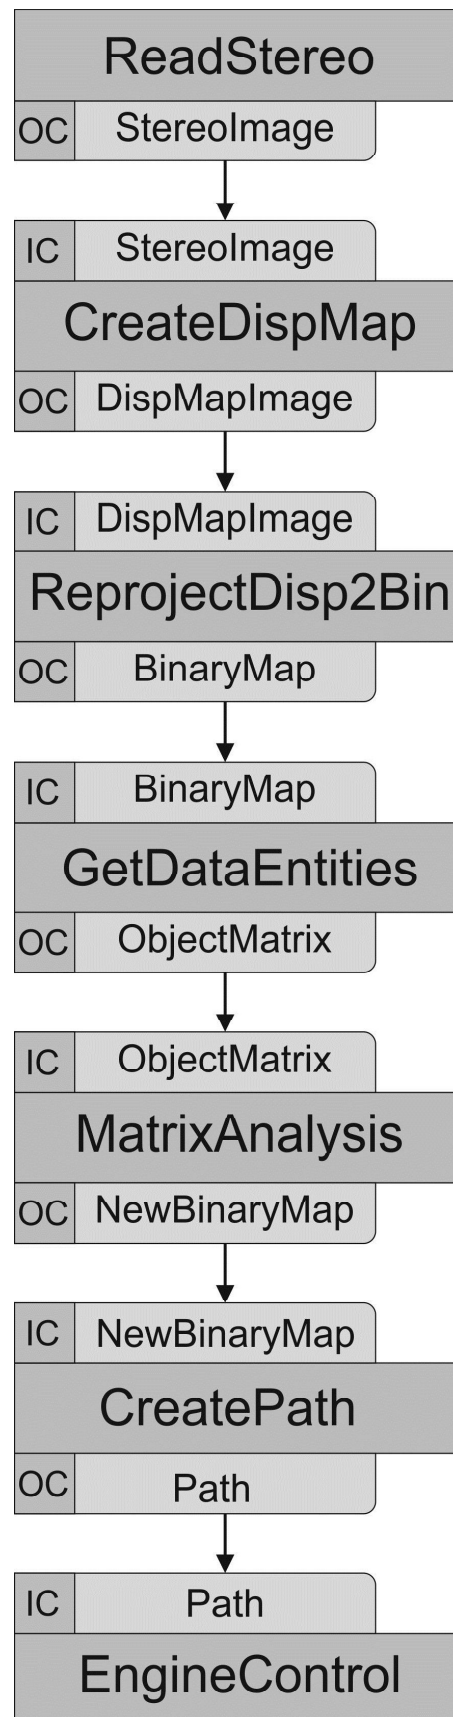 ReadStereo
OC StereoImage
IC StereoImage
CreateDispMap
OC DispMapImage
IC DispMapImage
ReprojectDisp2Bin
OC BinaryMap
IC BinaryMap
GetDataEntities
OC ObjectMatrix
IC ObjectMatrix
MatrixAnalysis
OC NewBinaryMap
IC NewBinaryMap
CreatePath
OC Path
IC Path
EngineControl